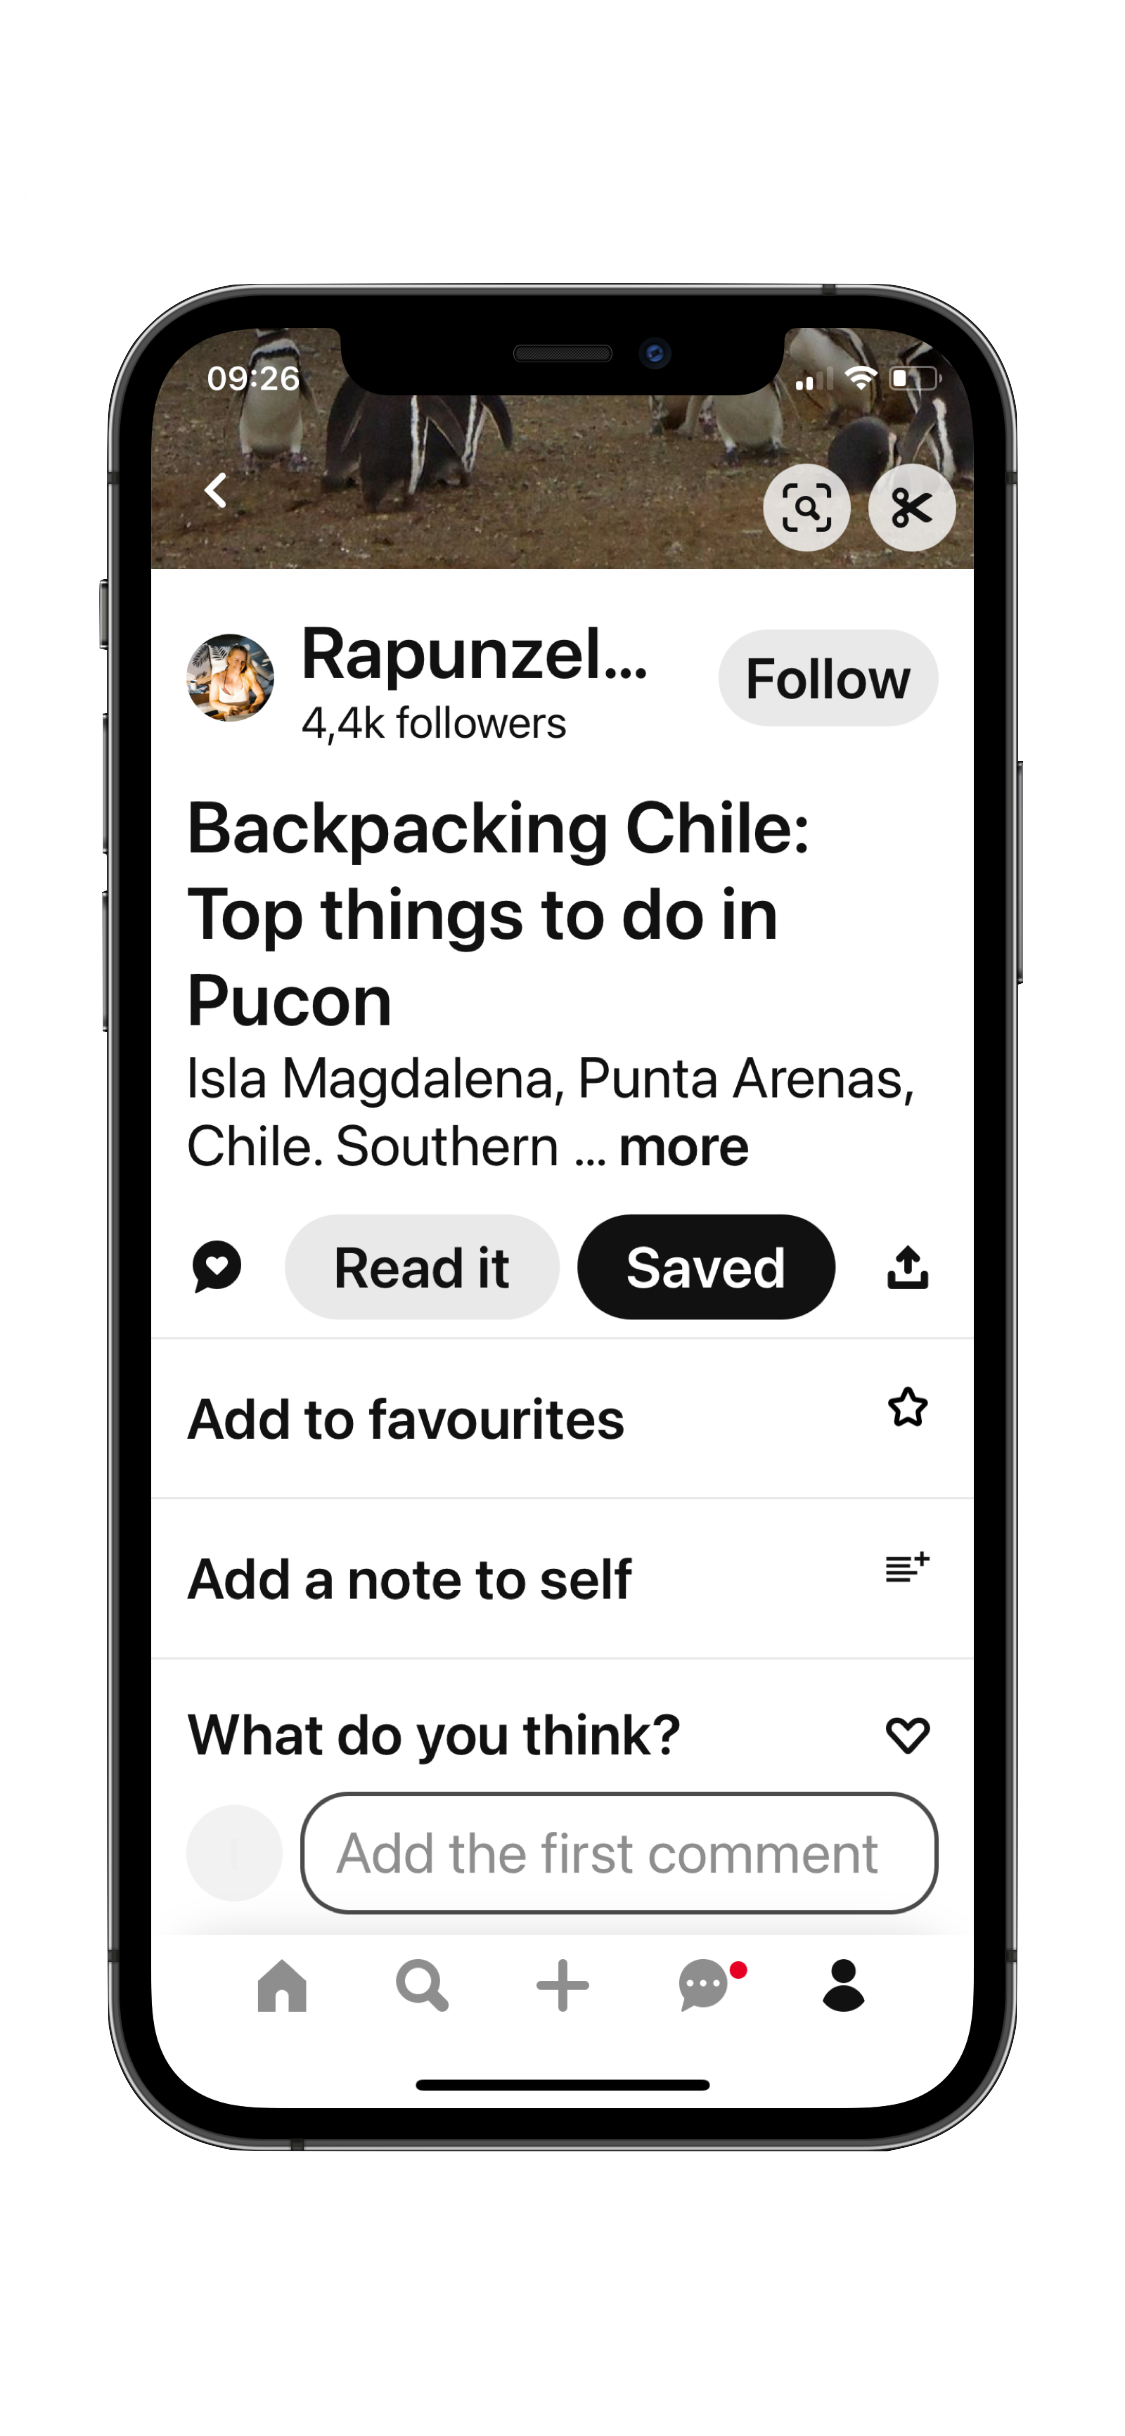 09:26
Rapunzel...
4,4k followers
Follow
Backpacking Chile:
Top things to do in
Pucon
Isla Magdalena, Punta Arenas,
Chile. Southern ... more
Read it
Saved
Add to favourites
Add a note to self
What do you think?
Add the first comment